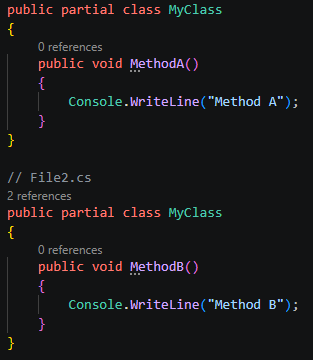 public partial class MyClass
{
0 references
public void MethodA()
{
Console.WriteLine("Method A");
}
}
// File2.cs
2 references
public partial class MyClass
{
0 references
public void MethodB()
{
Console.WriteLine("Method B");
}
}